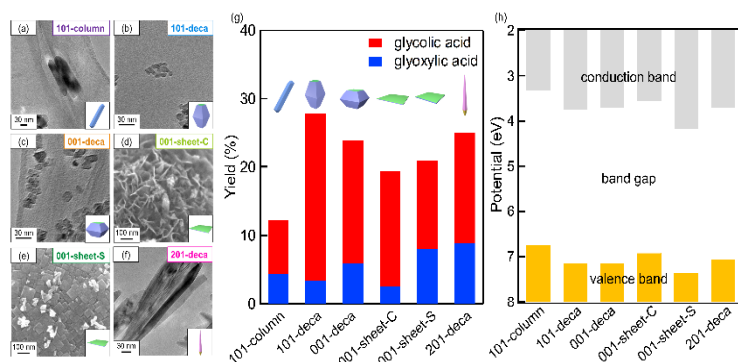 (a) 101-column
30 nm
(b) 101-deca
30 nm
(c) 001-deca
30 nm
(d) 001-sheet-C
100 nm
(e) 001-sheet-S
100 nm
(f) 201-deca
30 nm
(g)
glycolic acid
glyoxylic acid
Yield (%)
40
30
20
10
0
101-column
101-deca
001-deca
001-sheet-C
001-sheet-S
201-deca
(h)
Potential (eV)
2
3
4
5
6
7
8
conduction band
band gap
valence band
101-column
101-deca
001-deca
001-sheet-C
001-sheet-S
201-deca